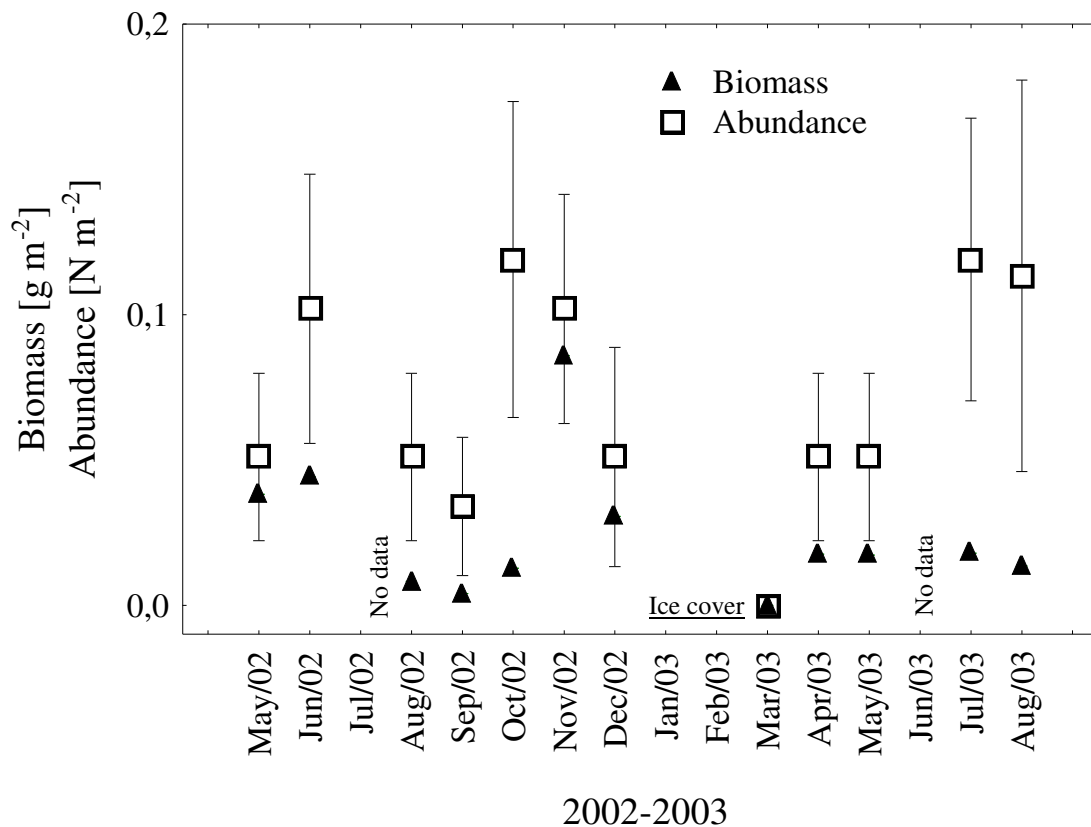 0,2
0,1
0,0
Biomass [g m-2]
Abundance [N m-2]
Biomass
Abundance
No data
Ice cover
No data
May/02
Jun/02
Jul/02
Aug/02
Sep/02
Oct/02
Nov/02
Dec/02
Jan/03
Feb/03
Mar/03
Apr/03
May/03
Jun/03
Jul/03
Aug/03
2002-2003